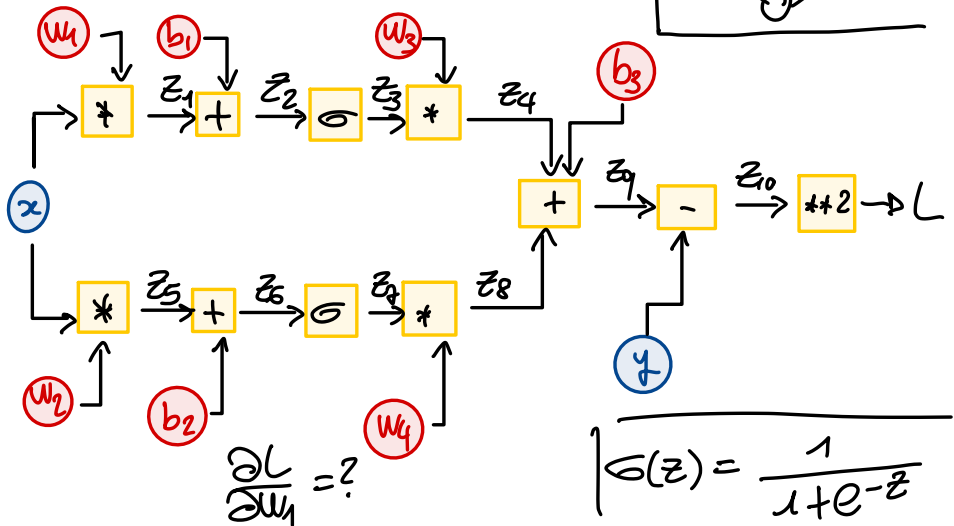 w1 b1 w3
b3
* z1 + z2 σ z3 * z4
x
+ z9 - z10 **2 L
* z5 + z6 σ z7 * z8
y
w2 b2 w4
∂L/∂w1 = ?
σ(z) = 1/(1+e^-z)